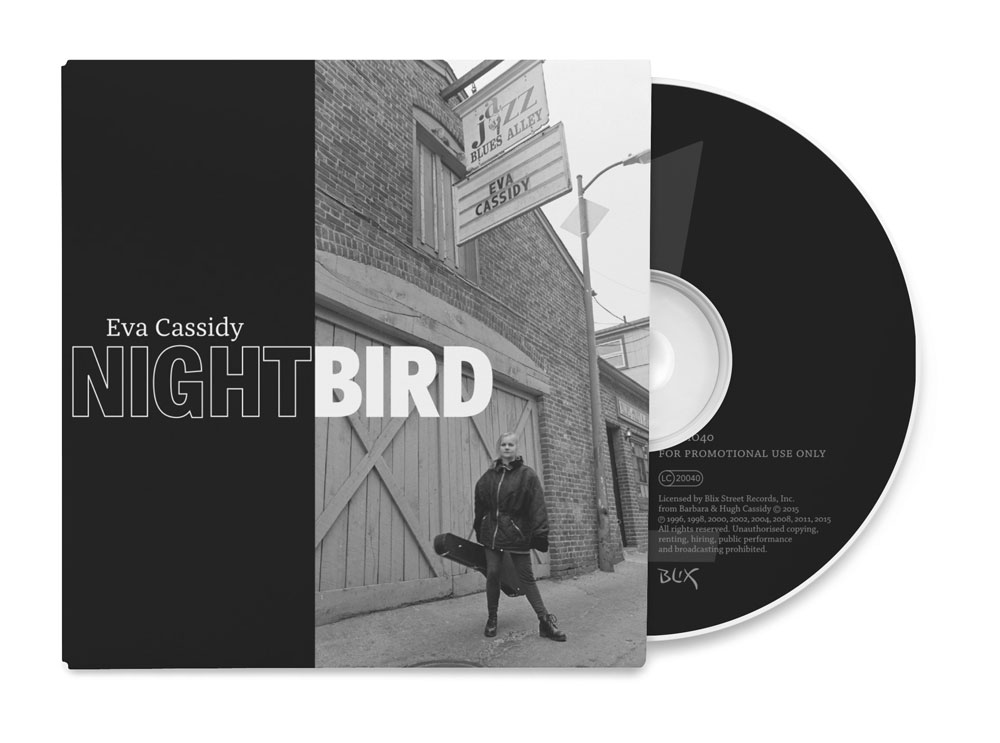 jazz
BLUES ALLEY
EVA
CASSIDY
Eva Cassidy
NIGHTBIRD
FOR PROMOTIONAL USE ONLY
LC 20040
Licensed by Blix Street Records, Inc.
from Barbara & Hugh Cassidy © 2015
℗ 1996, 1998, 2000, 2002, 2004, 2008, 2011, 2015
All rights reserved. Unauthorised copying,
renting, hiring, public performance
and broadcasting prohibited.
BLIX